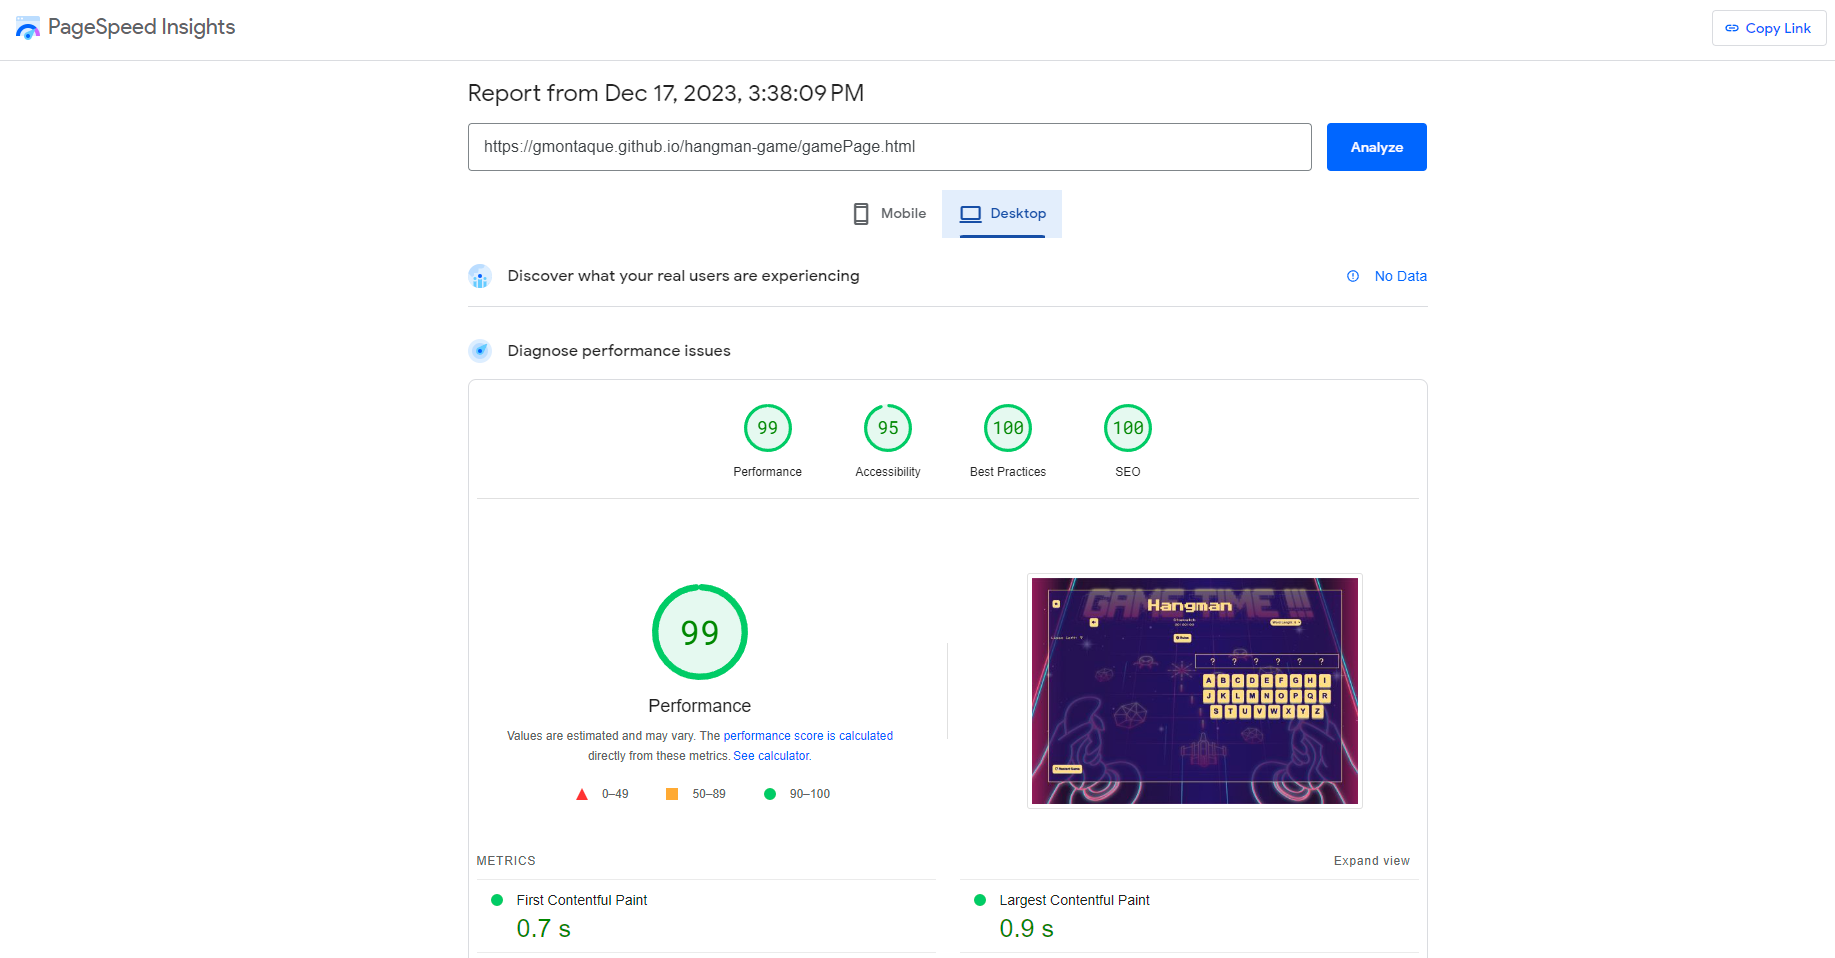 PageSpeed Insights
Copy Link
Report from Dec 17, 2023, 3:38:09 PM
https://gmontaque.github.io/hangman-game/gamePage.html
Analyze
Mobile
Desktop
Discover what your real users are experiencing
No Data
Diagnose performance issues
99
95
100
100
Performance
Accessibility
Best Practices
SEO
99
Performance
Values are estimated and may vary. The performance score is calculated
directly from these metrics. See calculator.
0–49
50–89
90–100
GAME TIME !!!
Hangman
? ? ? ? ? ?
A B C D E F G H I
J K L M N O P Q R
S T U V W X Y Z
METRICS
Expand view
First Contentful Paint
0.7 s
Largest Contentful Paint
0.9 s